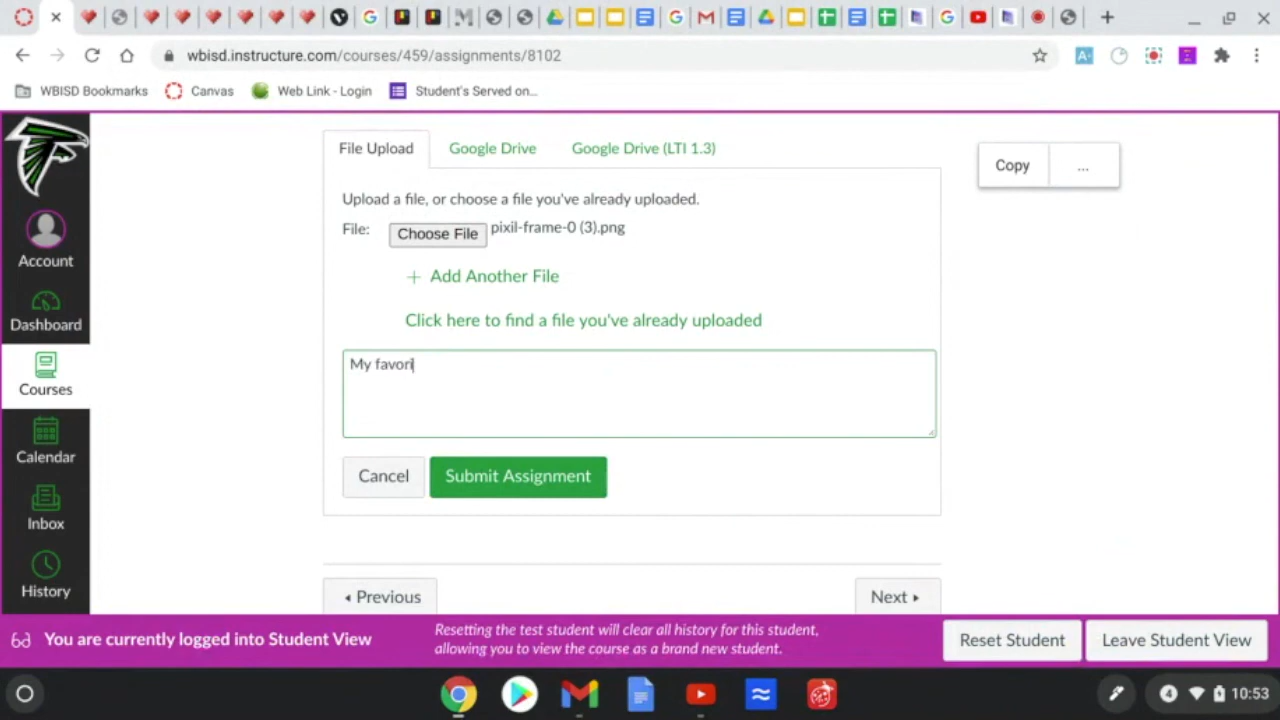 wbisd.instructure.com/courses/459/assignments/8102
WBISD Bookmarks Canvas Web Link - Login Student's Served on...
File Upload Google Drive Google Drive (LTI 1.3)
Copy ...
Upload a file, or choose a file you've already uploaded.
File: Choose File pixil-frame-0 (3).png
+ Add Another File
Click here to find a file you've already uploaded
My favori
Cancel Submit Assignment
Account
Dashboard
Courses
Calendar
Inbox
History
Previous Next
You are currently logged into Student View
Resetting the test student will clear all history for this student,
allowing you to view the course as a brand new student.
Reset Student Leave Student View
4 10:53